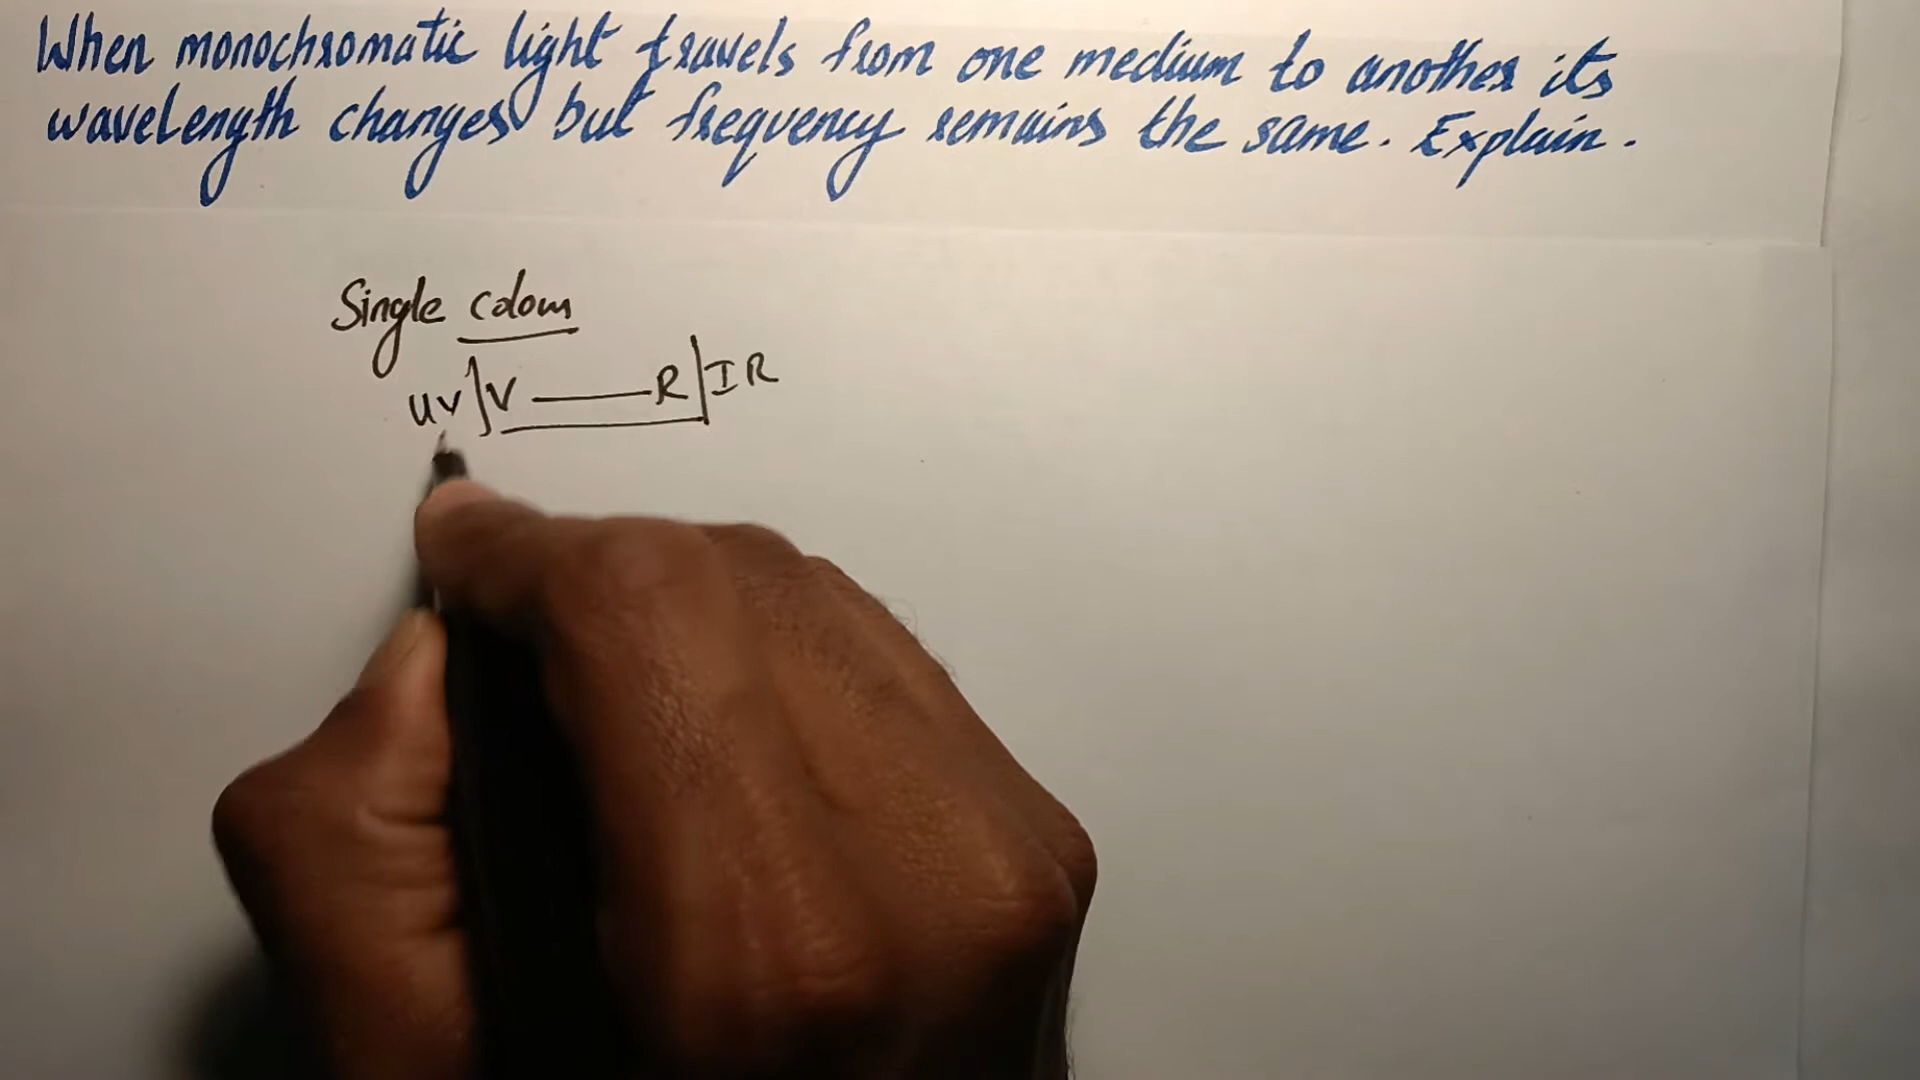 When monochromatic light travels from one medium to another its
wavelength changes but frequency remains the same. Explain.
Single colour
UV V R IR